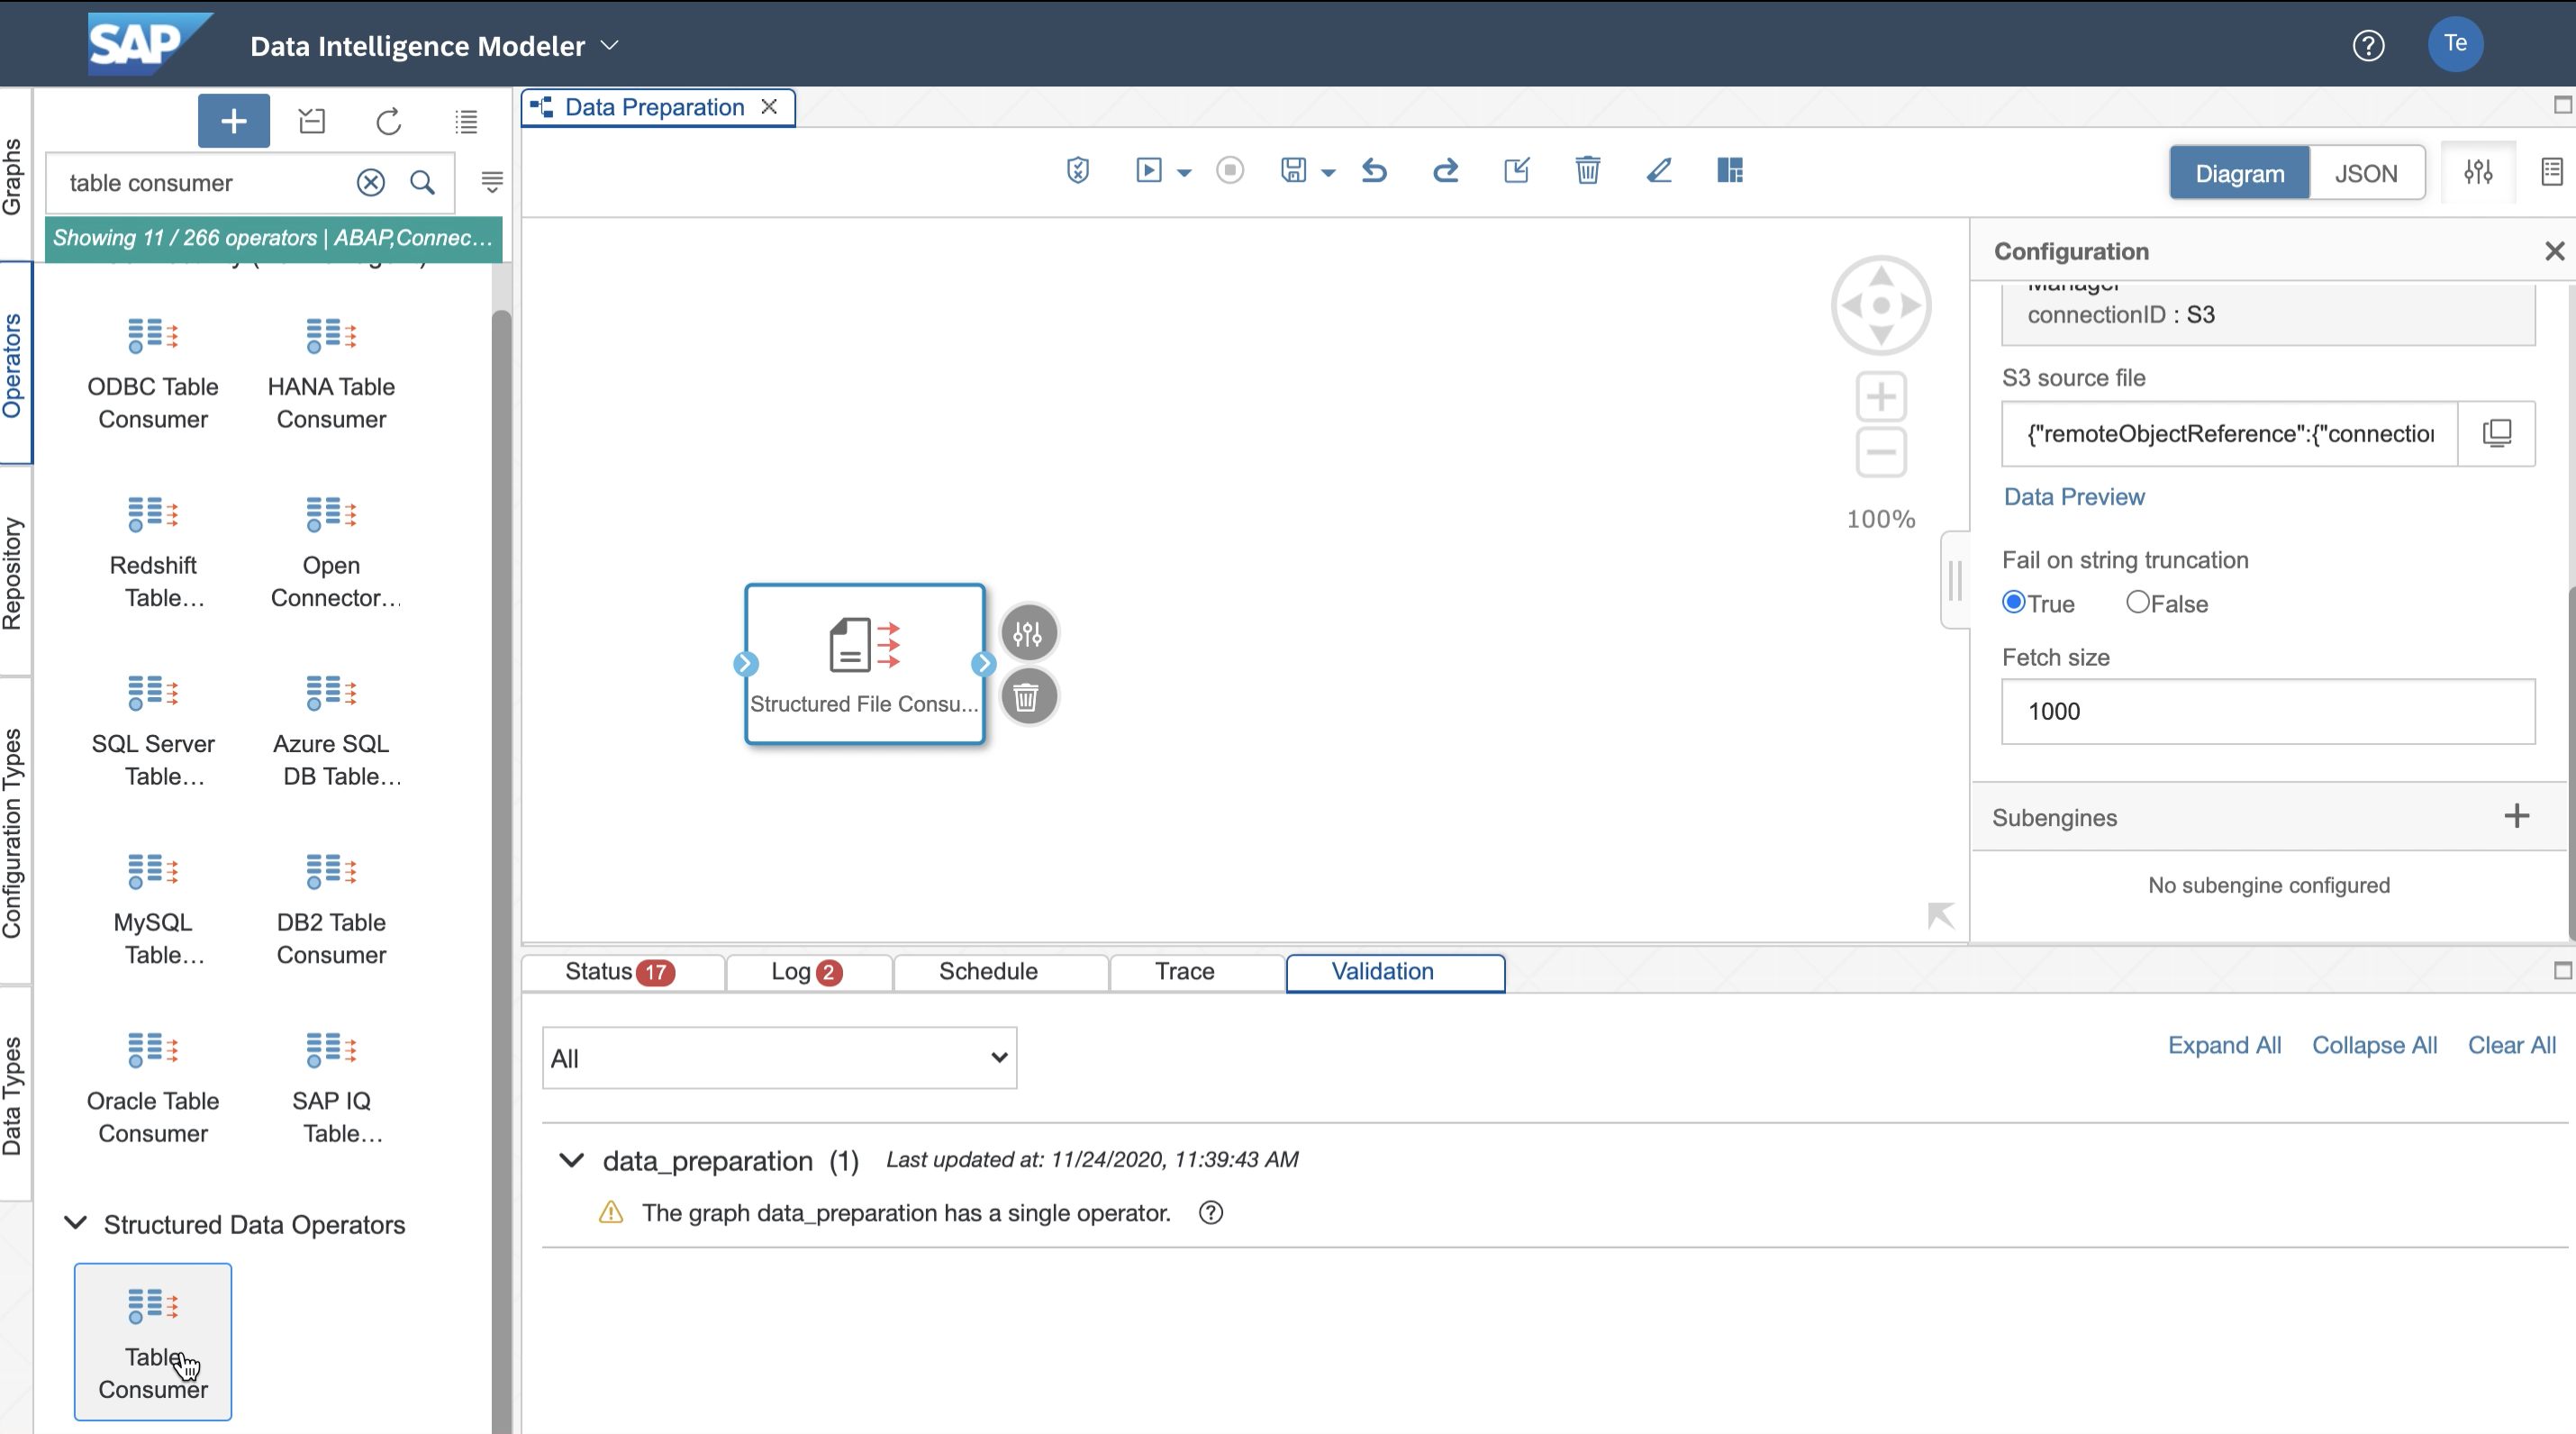 SAP
Data Intelligence Modeler
?
Te
Graphs
Operators
Repository
Configuration Types
Data Types
table consumer
Showing 11 / 266 operators | ABAP,Connec...
ODBC Table
Consumer
HANA Table
Consumer
Redshift
Table...
Open
Connector...
SQL Server
Table...
Azure SQL
DB Table...
MySQL
Table...
DB2 Table
Consumer
Oracle Table
Consumer
SAP IQ
Table...
Structured Data Operators
Table
Consumer
Data Preparation
Diagram
JSON
100%
Structured File Consu...
Configuration
Manager
connectionID : S3
S3 source file
{"remoteObjectReference":{"connection
Data Preview
Fail on string truncation
True
False
Fetch size
1000
Subengines
No subengine configured
Status 17
Log 2
Schedule
Trace
Validation
All
Expand All
Collapse All
Clear All
data_preparation (1) Last updated at: 11/24/2020, 11:39:43 AM
The graph data_preparation has a single operator. ?